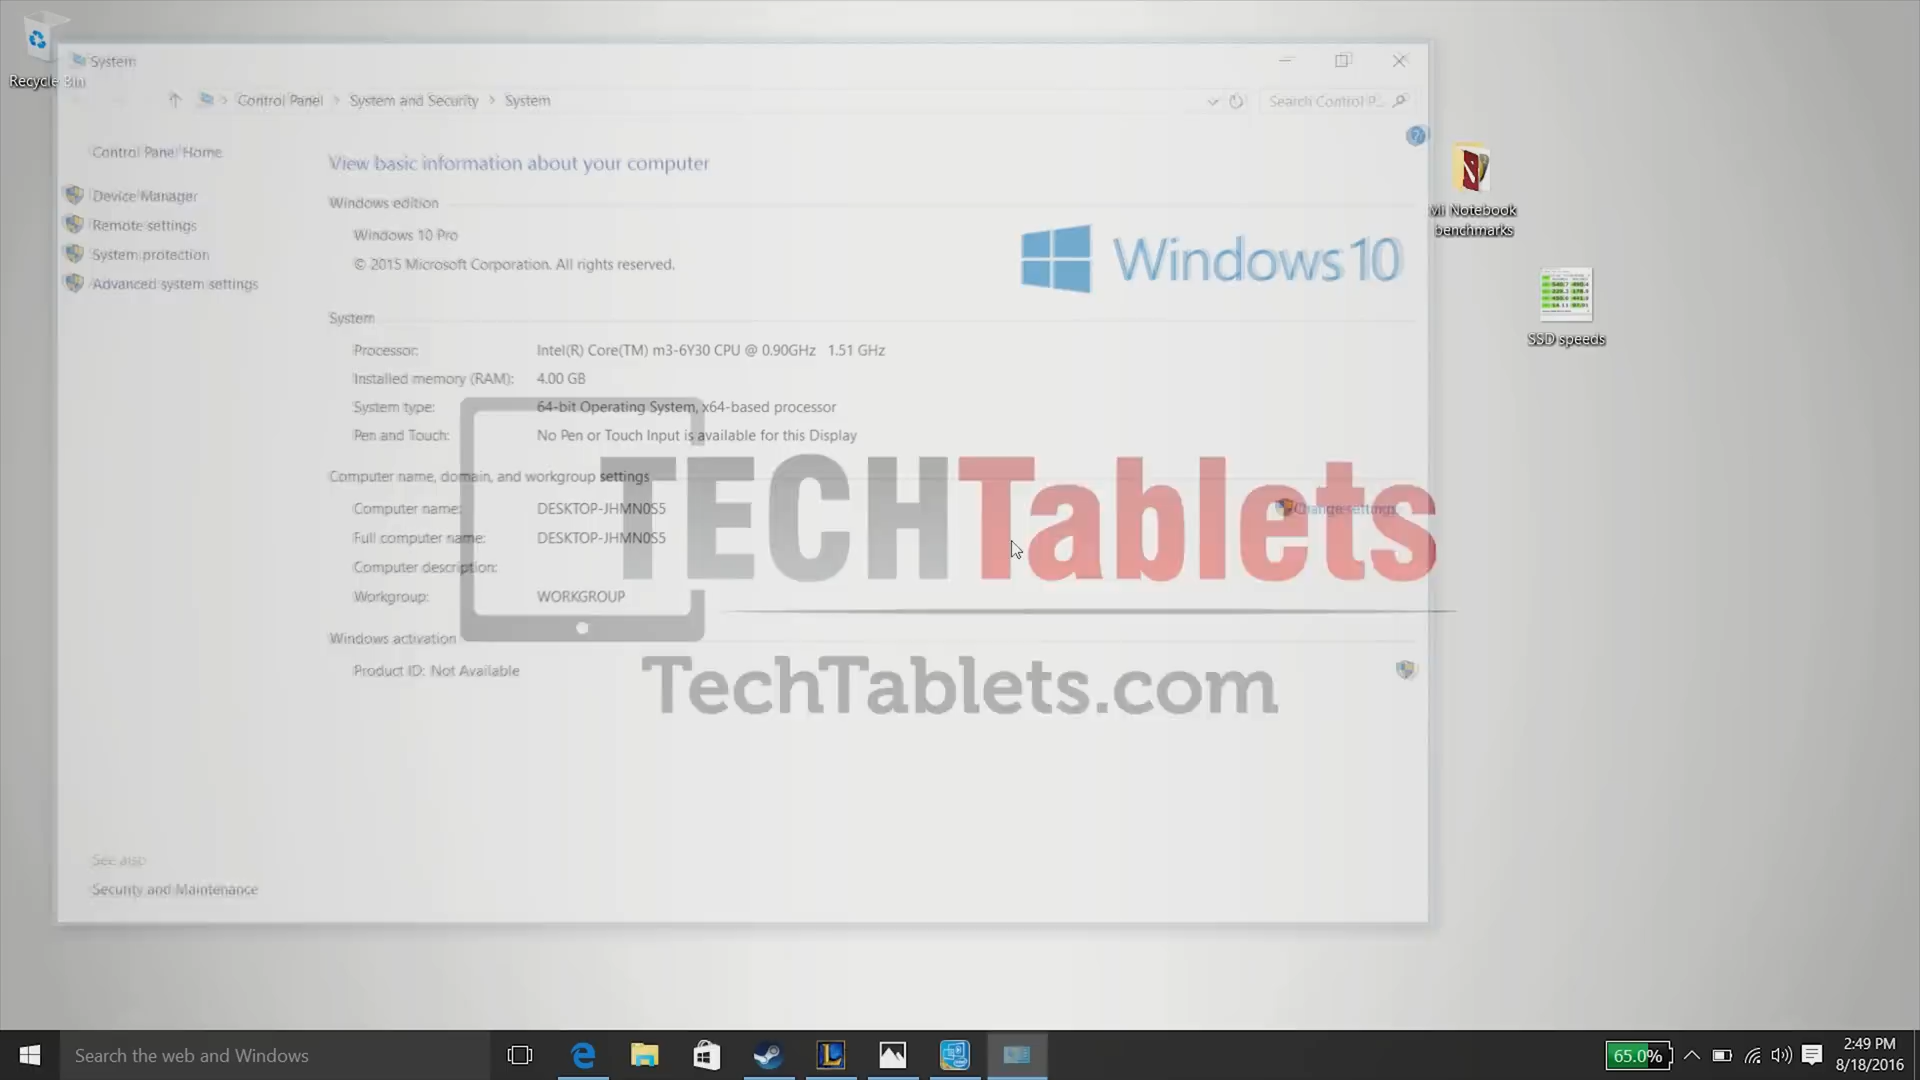 Recycle Bin
System
Control Panel > System and Security > System
Search Control P...
Control Panel Home
Device Manager
Remote settings
System protection
Advanced system settings
View basic information about your computer
Windows edition
Windows 10 Pro
© 2015 Microsoft Corporation. All rights reserved.
Windows 10
System
Processor: Intel(R) Core(TM) m3-6Y30 CPU @ 0.90GHz 1.51 GHz
Installed memory (RAM): 4.00 GB
System type: 64-bit Operating System, x64-based processor
Pen and Touch: No Pen or Touch Input is available for this Display
Computer name, domain, and workgroup settings
Computer name: DESKTOP-JHMN0S5
Change settings
Full computer name: DESKTOP-JHMN0S5
Computer description:
Workgroup: WORKGROUP
Windows activation
Product ID: Not Available
See also
Security and Maintenance
TECHTablets
TechTablets.com
Mi Notebook
benchmarks
SSD speeds
Search the web and Windows
65.0%
2:49 PM
8/18/2016